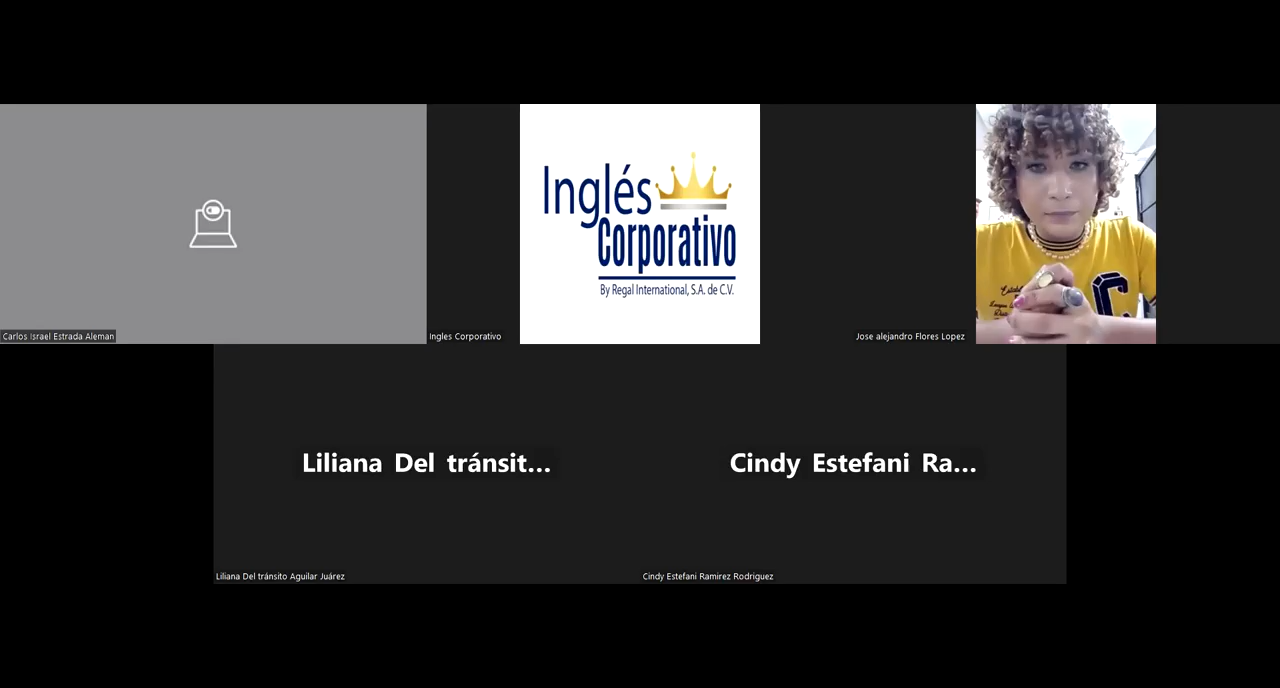 Inglés
Corporativo
By Regal International, S.A. de C.V.
Carlos Israel Estrada Aleman
Ingles Corporativo
Jose alejandro Flores Lopez
C
Liliana Del tránsit...
Cindy Estefani Ra...
Liliana Del tránsito Aguilar Juárez
Cindy Estefani Ramirez Rodriguez